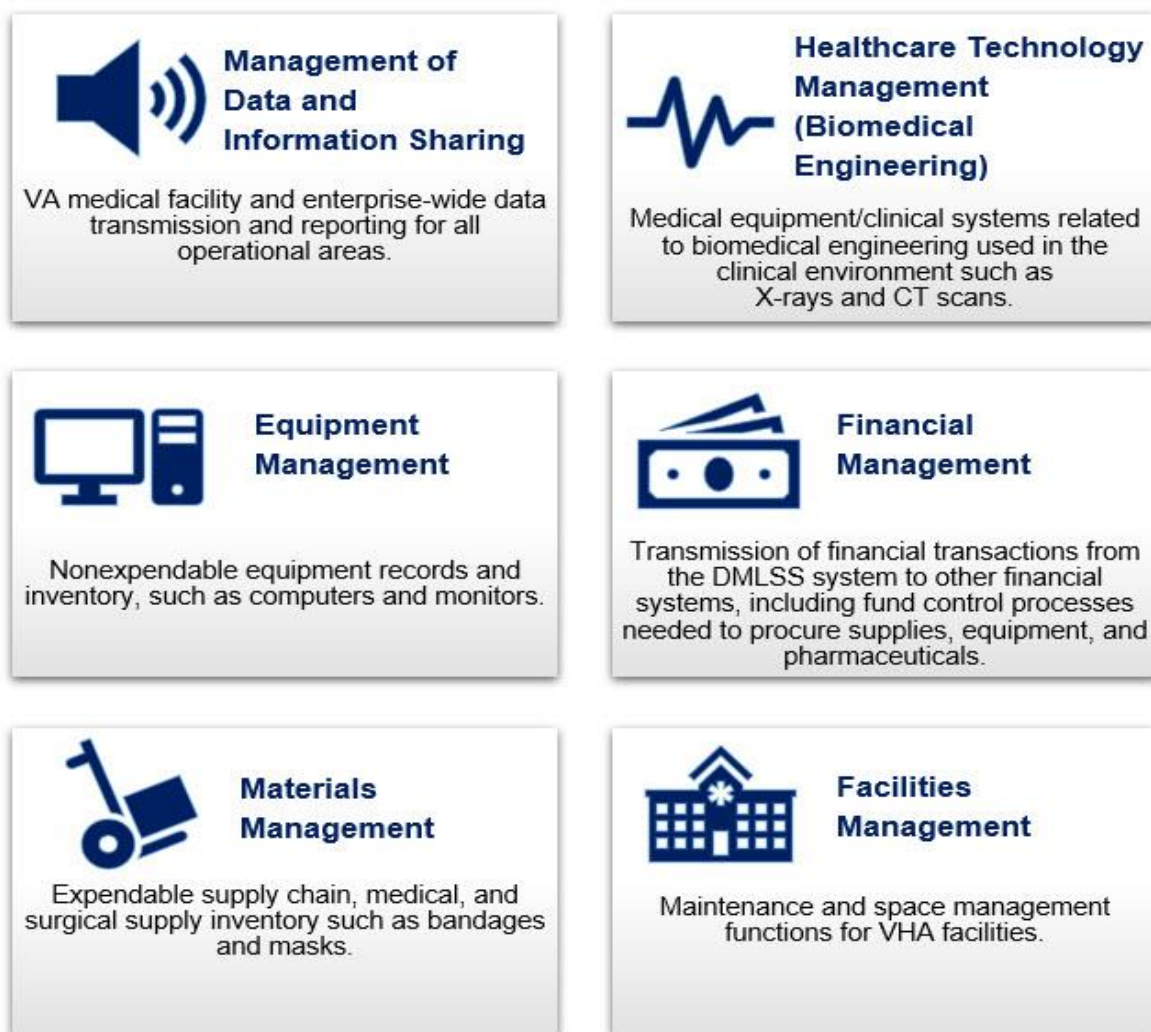 Management of
Data and
Information Sharing
VA medical facility and enterprise-wide data
transmission and reporting for all
operational areas.
Healthcare Technology
Management
(Biomedical
Engineering)
Medical equipment/clinical systems related
to biomedical engineering used in the
clinical environment such as
X-rays and CT scans.
Equipment
Management
Nonexpendable equipment records and
inventory, such as computers and monitors.
Financial
Management
Transmission of financial transactions from
the DMLSS system to other financial
systems, including fund control processes
needed to procure supplies, equipment, and
pharmaceuticals.
Materials
Management
Expendable supply chain, medical, and
surgical supply inventory such as bandages
and masks.
Facilities
Management
Maintenance and space management
functions for VHA facilities.